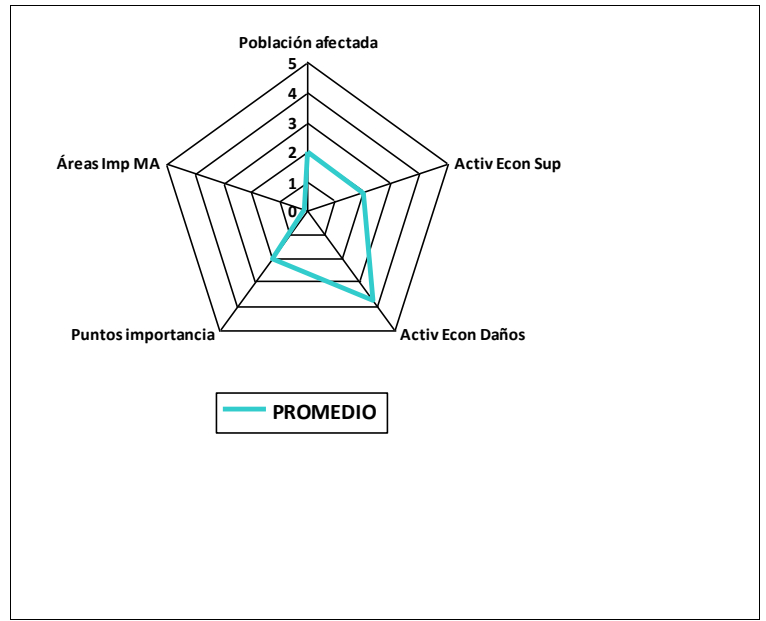 Población afectada
5
4
3
2
1
0
Áreas Imp MA
Activ Econ Sup
Puntos importancia
Activ Econ Daños
PROMEDIO